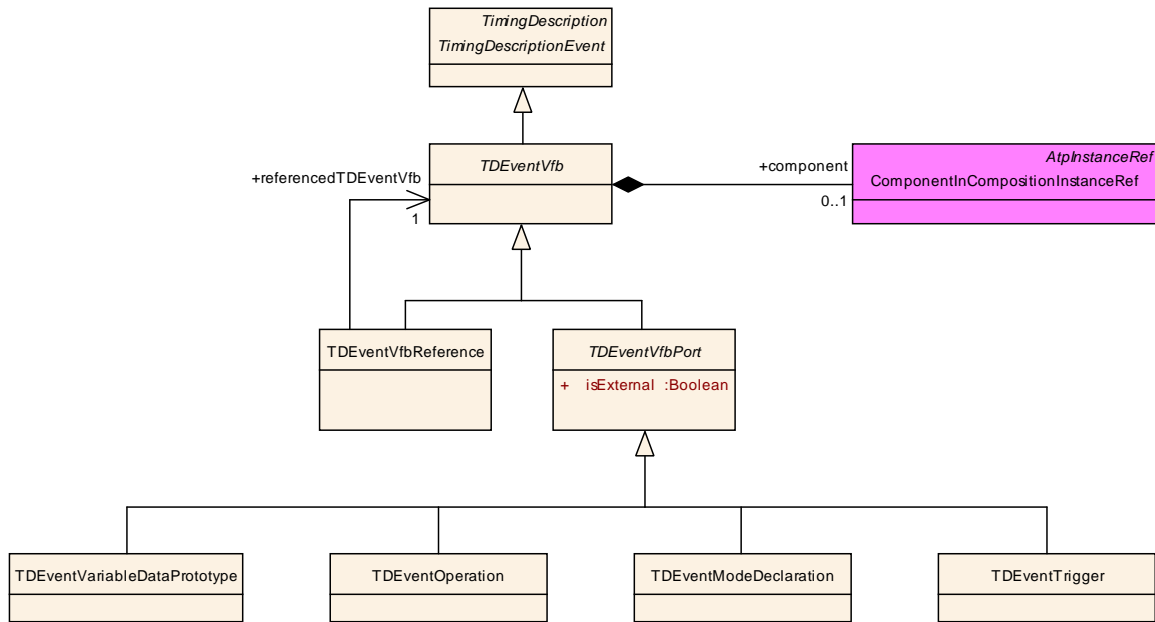 TimingDescription
TimingDescriptionEvent
TDEventVfb
+referencedTDEventVfb
1
+component
0..1
AtpInstanceRef
ComponentInCompositionInstanceRef
TDEventVfbReference
TDEventVfbPort
+ isExternal :Boolean
TDEventVariableDataPrototype
TDEventOperation
TDEventModeDeclaration
TDEventTrigger